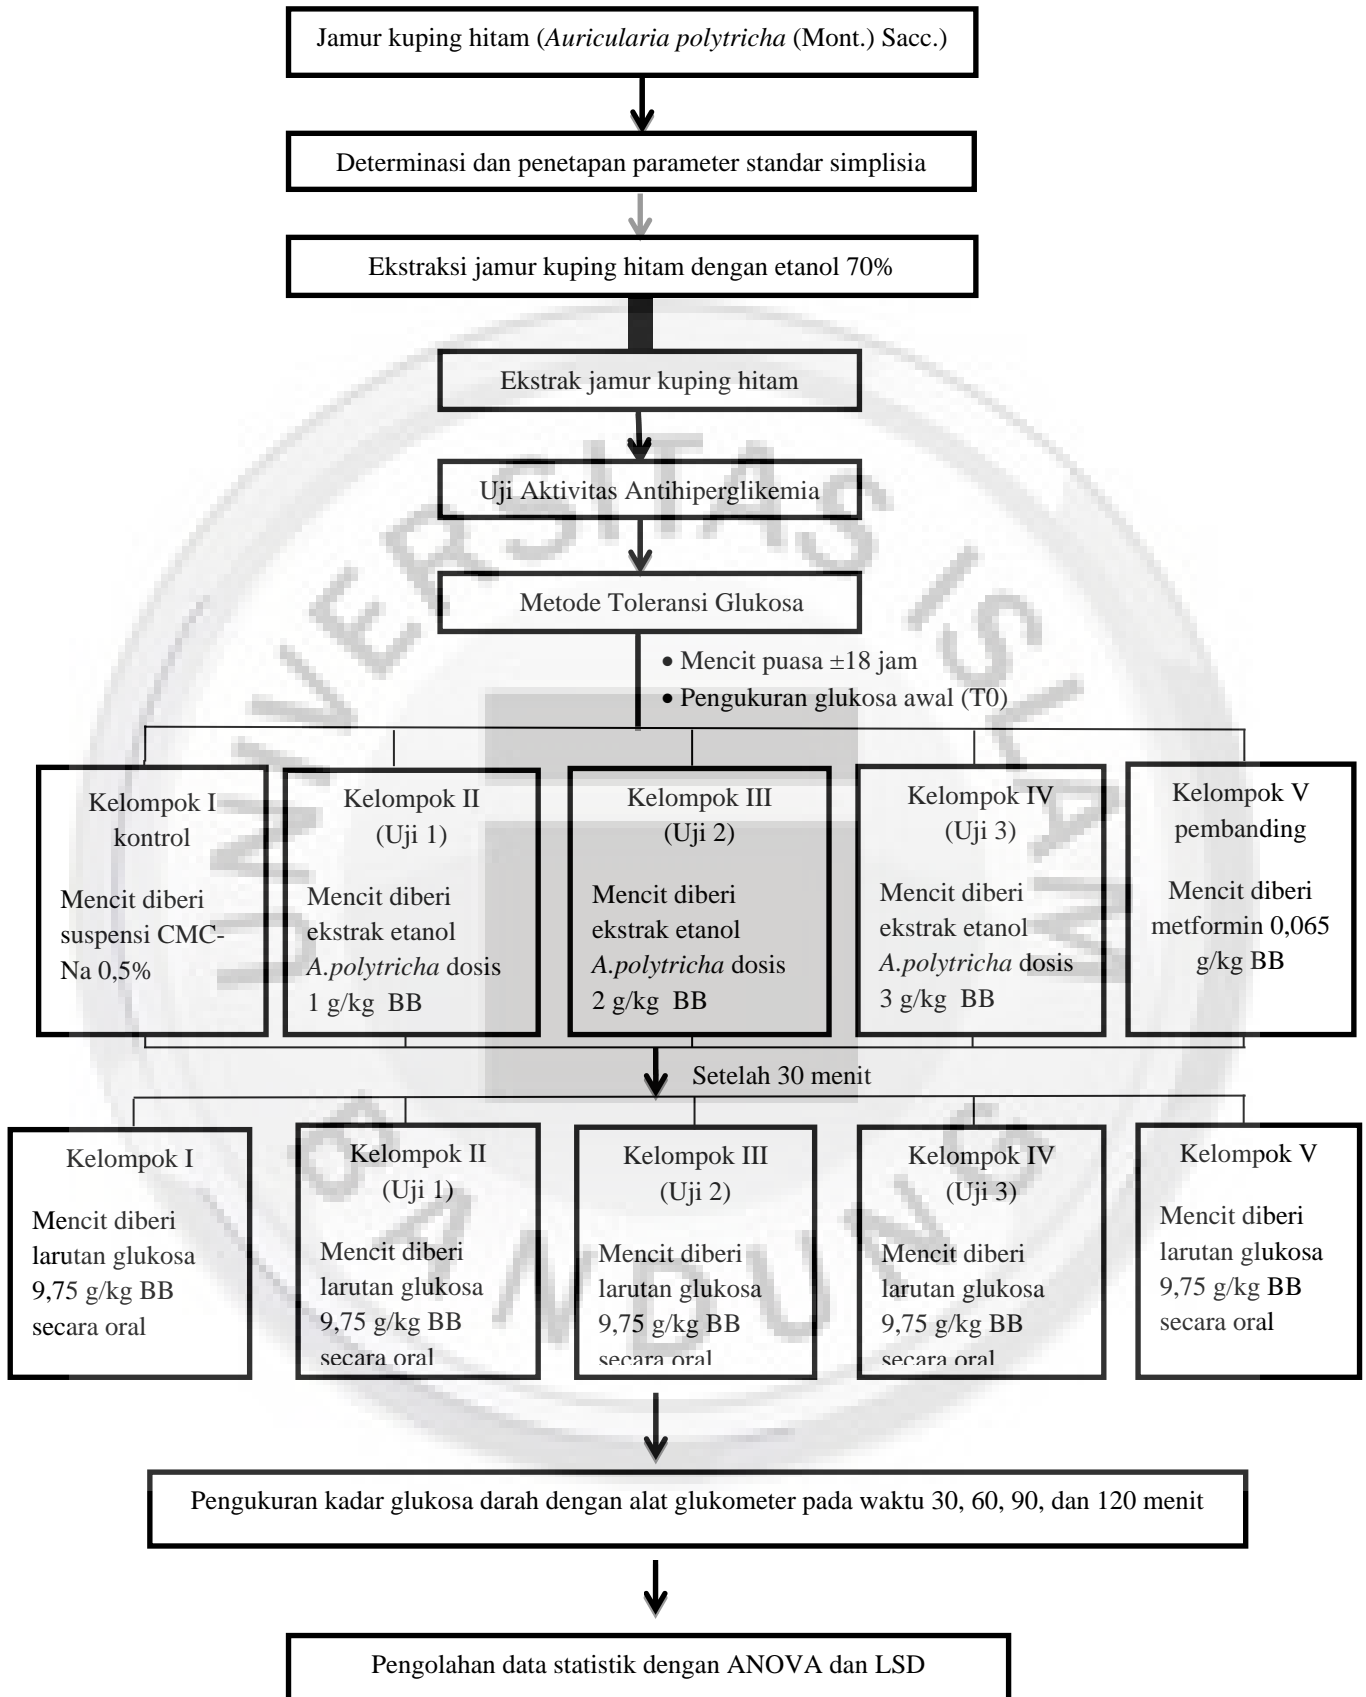 Jamur kuping hitam (Auricularia polytricha (Mont.) Sacc.)
Determinasi dan penetapan parameter standar simplisia
Ekstraksi jamur kuping hitam dengan etanol 70%
Ekstrak jamur kuping hitam
Uji Aktivitas Antihiperglikemia
Metode Toleransi Glukosa
• Mencit puasa ±18 jam
• Pengukuran glukosa awal (T0)
Kelompok I
kontrol
Mencit diberi
suspensi CMC-
Na 0,5%
Kelompok II
(Uji 1)
Mencit diberi
ekstrak etanol
A.polytricha dosis
1 g/kg BB
Kelompok III
(Uji 2)
Mencit diberi
ekstrak etanol
A.polytricha dosis
2 g/kg BB
Kelompok IV
(Uji 3)
Mencit diberi
ekstrak etanol
A.polytricha dosis
3 g/kg BB
Kelompok V
pembanding
Mencit diberi
metformin 0,065
g/kg BB
Setelah 30 menit
Kelompok I
Mencit diberi
larutan glukosa
9,75 g/kg BB
secara oral
Kelompok II
(Uji 1)
Mencit diberi
larutan glukosa
9,75 g/kg BB
secara oral
Kelompok III
(Uji 2)
Mencit diberi
larutan glukosa
9,75 g/kg BB
secara oral
Kelompok IV
(Uji 3)
Mencit diberi
larutan glukosa
9,75 g/kg BB
secara oral
Kelompok V
Mencit diberi
larutan glukosa
9,75 g/kg BB
secara oral
Pengukuran kadar glukosa darah dengan alat glukometer pada waktu 30, 60, 90, dan 120 menit
Pengolahan data statistik dengan ANOVA dan LSD
UNIVERSITAS ISLAM
BANDUNG